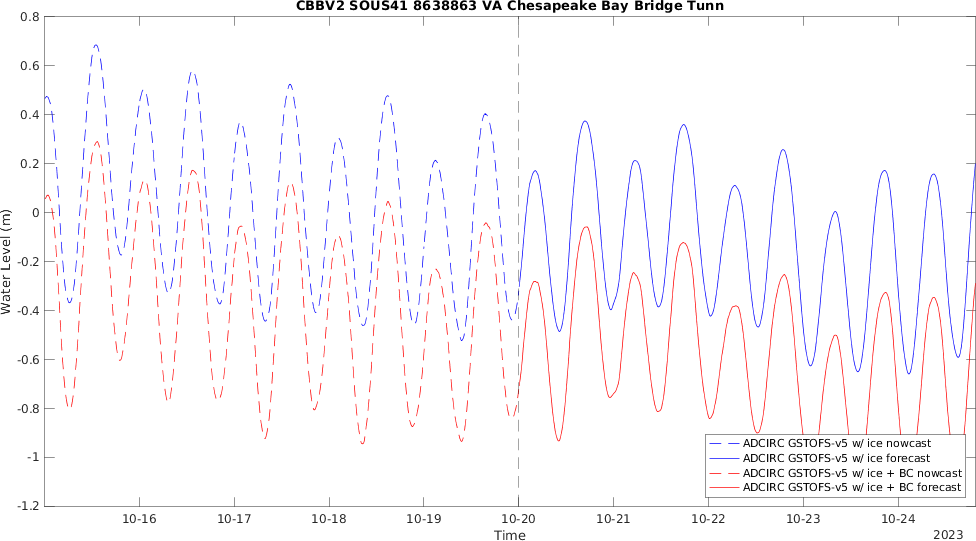 CBBV2 SOUS41 8638863 VA Chesapeake Bay Bridge Tunn
0.8
0.6
0.4
0.2
0
-0.2
-0.4
-0.6
-0.8
-1
-1.2
Water Level (m)
10-16 10-17 10-18 10-19 10-20 10-21 10-22 10-23 10-24
Time
2023
ADCIRC GSTOFS-v5 w/ ice nowcast
ADCIRC GSTOFS-v5 w/ ice forecast
ADCIRC GSTOFS-v5 w/ ice + BC nowcast
ADCIRC GSTOFS-v5 w/ ice + BC forecast